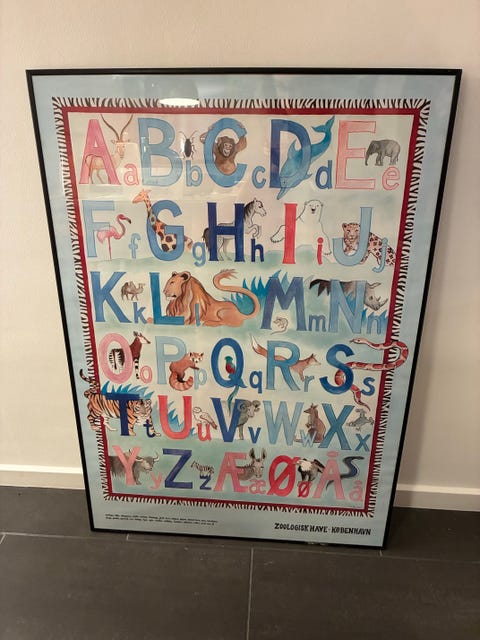 A a B b C c D d E e
F f G g H h I i J j
K k L l M m N n
O o P p Q q R r S s
T t U u V v W X x
Y y Z z Æ æ Ø ø Å å
ZOOLOGISK HAVE · KØBENHAVN